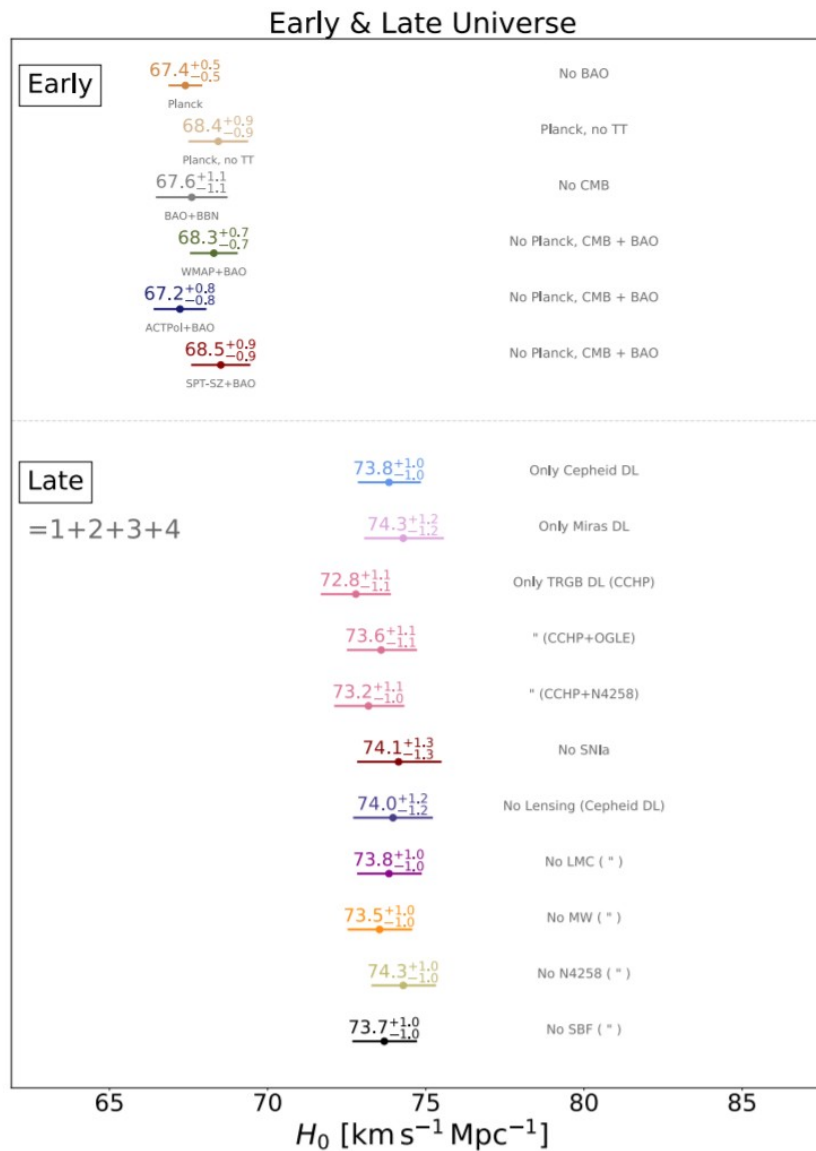 Early & Late Universe
Early
67.4+0.5−0.5 No BAO
Planck
68.4+0.9−0.9 Planck, no TT
Planck, no TT
67.6+1.1−1.1 No CMB
BAO+BBN
68.3+0.7−0.7 No Planck, CMB + BAO
WMAP+BAO
67.2+0.8−0.8 No Planck, CMB + BAO
ACTPol+BAO
68.5+0.9−0.9 No Planck, CMB + BAO
SPT-SZ+BAO
Late
73.8+1.0−1.0 Only Cepheid DL
=1+2+3+4
74.3+1.2−1.2 Only Miras DL
72.8+1.1−1.1 Only TRGB DL (CCHP)
73.6+1.1−1.1 " (CCHP+OGLE)
73.2+1.1−1.0 " (CCHP+N4258)
74.1+1.3−1.3 No SNIa
74.0+1.2−1.2 No Lensing (Cepheid DL)
73.8+1.0−1.0 No LMC ( " )
73.5+1.0−1.0 No MW ( " )
74.3+1.0−1.0 No N4258 ( " )
73.7+1.0−1.0 No SBF ( " )
65 70 75 80 85
H₀ [km s⁻¹ Mpc⁻¹]